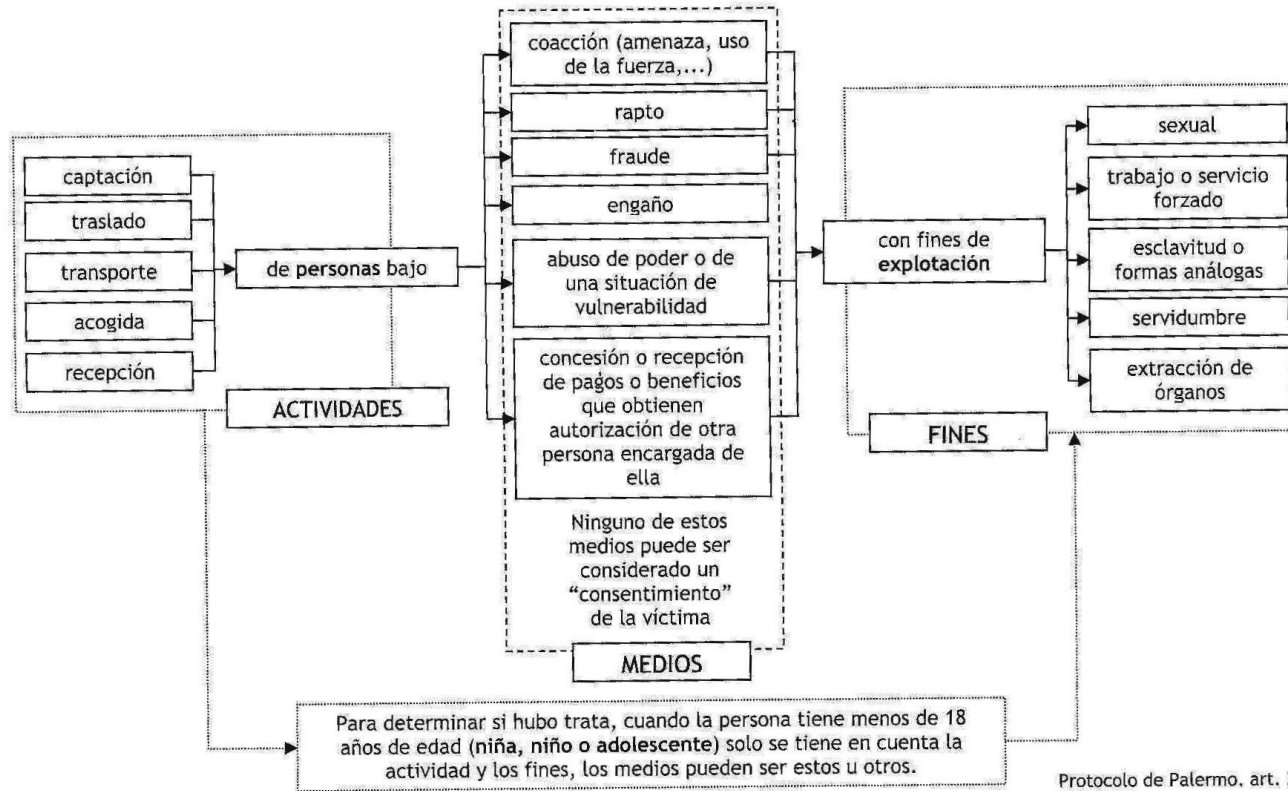 captación
traslado
transporte
acogida
recepción
ACTIVIDADES
de personas bajo
coacción (amenaza, uso
de la fuerza,...)
rapto
fraude
engaño
abuso de poder o de
una situación de
vulnerabilidad
concesión o recepción
de pagos o beneficios
que obtienen
autorización de otra
persona encargada de
ella
Ninguno de estos
medios puede ser
considerado un
“consentimiento”
de la víctima
MEDIOS
con fines de
explotación
sexual
trabajo o servicio
forzado
esclavitud o
formas análogas
servidumbre
extracción de
órganos
FINES
Para determinar si hubo trata, cuando la persona tiene menos de 18
años de edad (niña, niño o adolescente) solo se tiene en cuenta la
actividad y los fines, los medios pueden ser estos u otros.
Protocolo de Palermo, art.